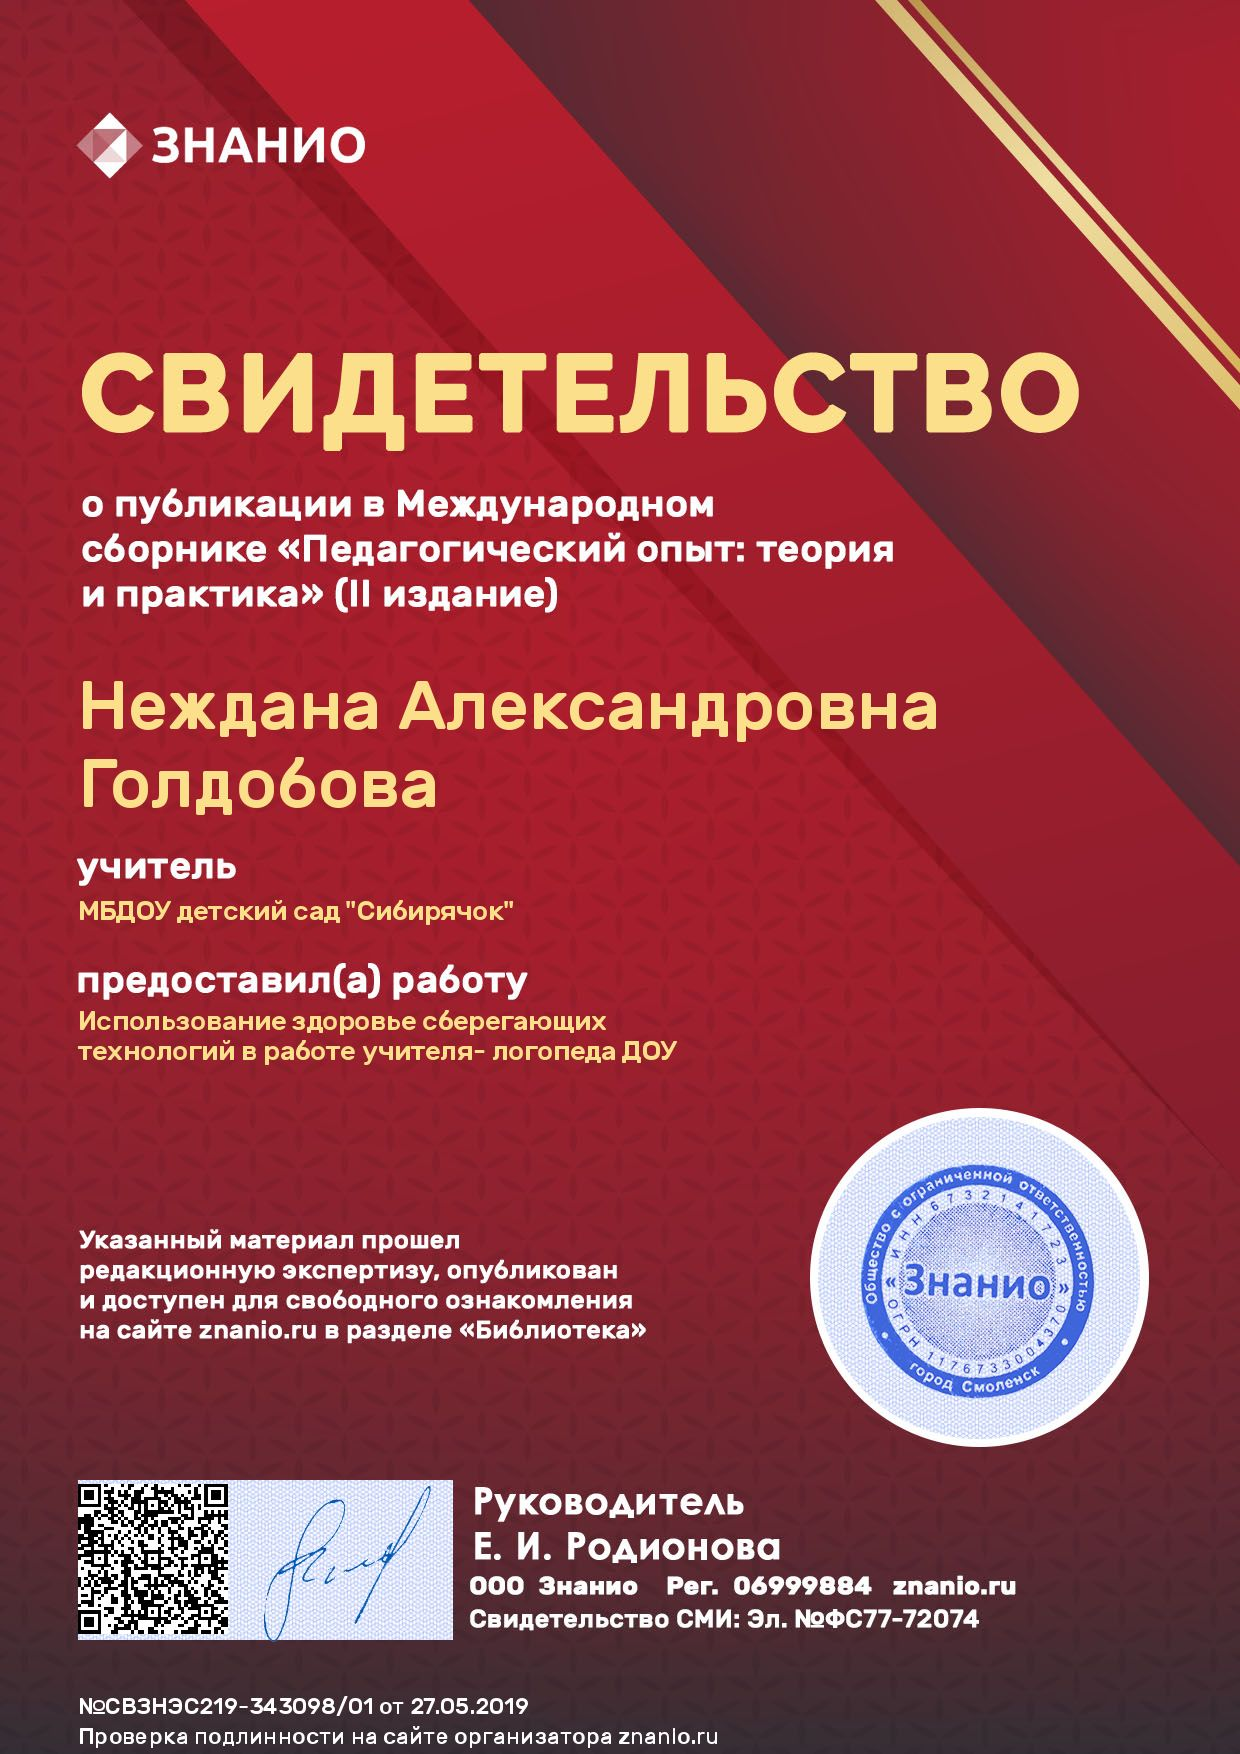 ЗНАНИО
СВИДЕТЕЛЬСТВО
о публикации в Международном
сборнике «Педагогический опыт: теория
и практика» (II издание)
Неждана Александровна
Голдобова
учитель
МБДОУ детский сад "Сибирячок"
предоставил(а) работу
Использование здоровье сберегающих
технологий в работе учителя- логопеда ДОУ
Указанный материал прошел
редакционную экспертизу, опубликован
и доступен для свободного ознакомления
на сайте znanio.ru в разделе «Библиотека»
Общество с ограниченной ответственностью
ИНН 6732141723
« Знанио »
ОГРН 1176733004370
город Смоленск
Руководитель
Е. И. Родионова
ООО Знанио Рег. 06999884 znanio.ru
Свидетельство СМИ: Эл. №ФС77-72074
№СВЗНЭС219-343098/01 от 27.05.2019
Проверка подлинности на сайте организатора znanio.ru